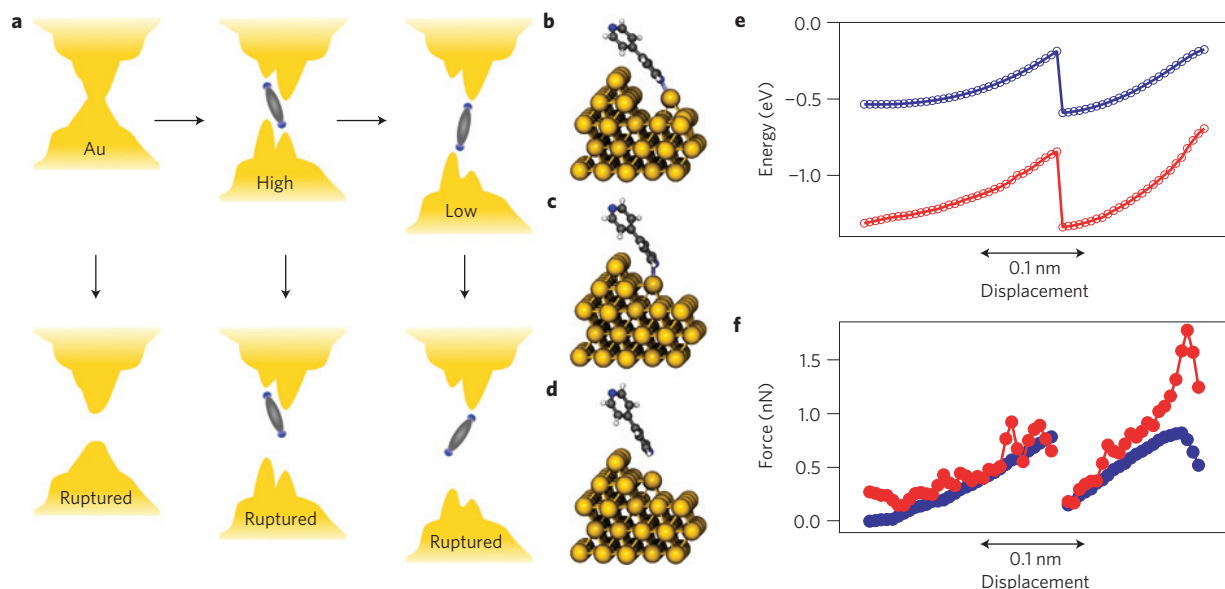 a
Au
High
Low
Ruptured
Ruptured
Ruptured
b
c
d
e
0.0
−0.5
−1.0
Energy (eV)
0.1 nm
Displacement
f
1.5
1.0
0.5
0.0
Force (nN)
0.1 nm
Displacement